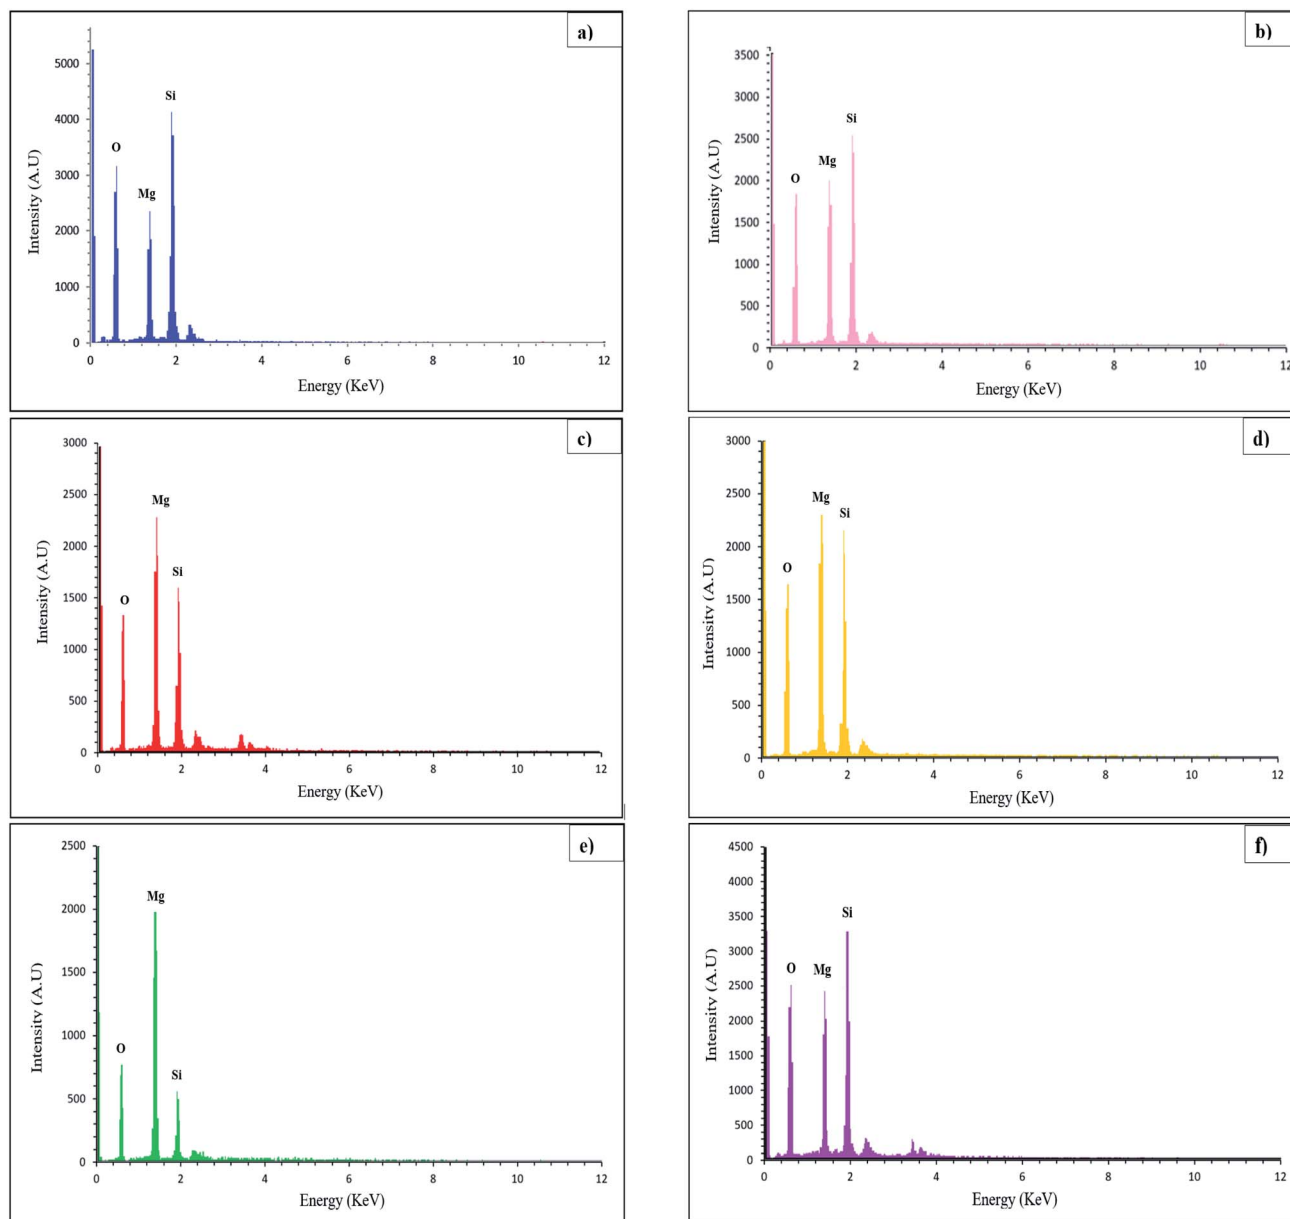 a)
5000
4000
3000
2000
1000
0
Intensity (A.U)
O
Mg
Si
0 2 4 6 8 10 12
Energy (KeV)
b)
3500
3000
2500
2000
1500
1000
500
0
Intensity (A.U)
O
Mg
Si
0 2 4 6 8 10 12
Energy (KeV)
c)
3000
2500
2000
1500
1000
500
0
Intensity (A.U)
O
Mg
Si
0 2 4 6 8 10 12
Energy (KeV)
d)
3000
2500
2000
1500
1000
500
0
Intensity (A.U)
O
Mg
Si
0 2 4 6 8 10 12
Energy (KeV)
e)
2500
2000
1500
1000
500
0
Intensity (A.U)
O
Mg
Si
0 2 4 6 8 10 12
Energy (KeV)
f)
4500
4000
3500
3000
2500
2000
1500
1000
500
0
Intensity (A.U)
O
Mg
Si
0 2 4 6 8 10 12
Energy (KeV)